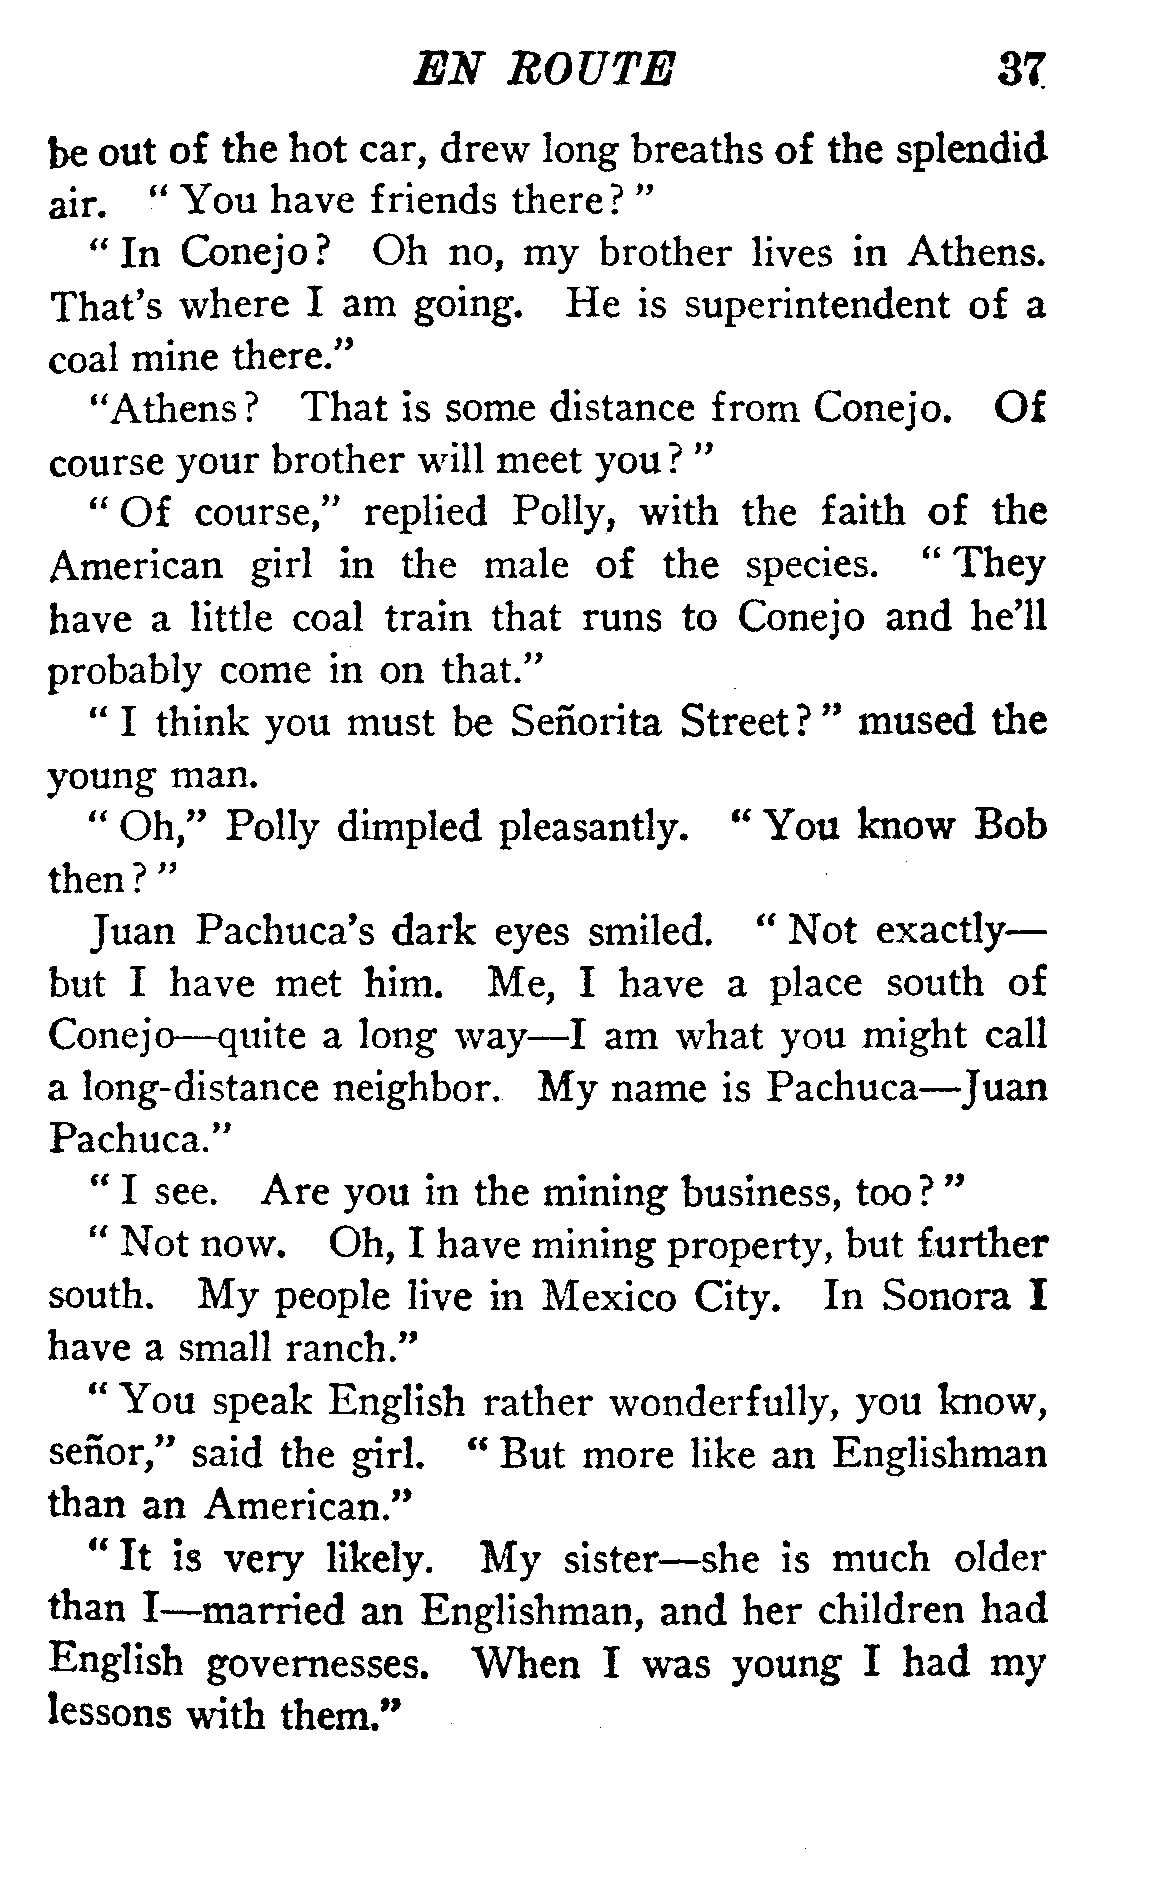 EN ROUTE 37
be out of the hot car, drew long breaths of the splendid
air. "You have friends there?"
"In Conejo? Oh no, my brother lives in Athens.
That's where I am going. He is superintendent of a
coal mine there."
"Athens? That is some distance from Conejo. Of
course your brother will meet you?"
"Of course," replied Polly, with the faith of the
American girl in the male of the species. "They
have a little coal train that runs to Conejo and he'll
probably come in on that."
"I think you must be Señorita Street?" mused the
young man.
"Oh," Polly dimpled pleasantly. "You know Bob
then?"
Juan Pachuca's dark eyes smiled. "Not exactly—
but I have met him. Me, I have a place south of
Conejo—quite a long way—I am what you might call
a long-distance neighbor. My name is Pachuca—Juan
Pachuca."
"I see. Are you in the mining business, too?"
"Not now. Oh, I have mining property, but further
south. My people live in Mexico City. In Sonora I
have a small ranch."
"You speak English rather wonderfully, you know,
señor," said the girl. "But more like an Englishman
than an American."
"It is very likely. My sister—she is much older
than I—married an Englishman, and her children had
English governesses. When I was young I had my
lessons with them."